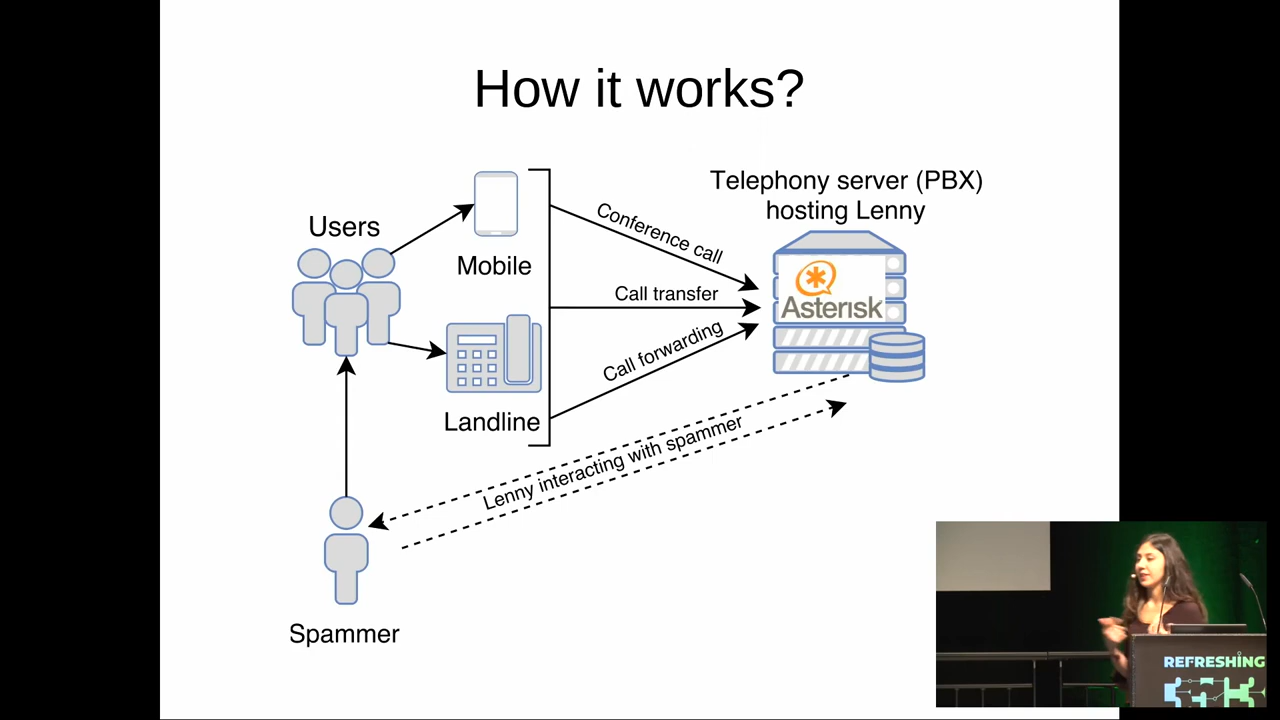 How it works?
Telephony server (PBX)
hosting Lenny
Users
Mobile
Landline
Conference call
Call transfer
Call forwarding
Asterisk
Lenny interacting with spammer
Spammer
REFRESHING